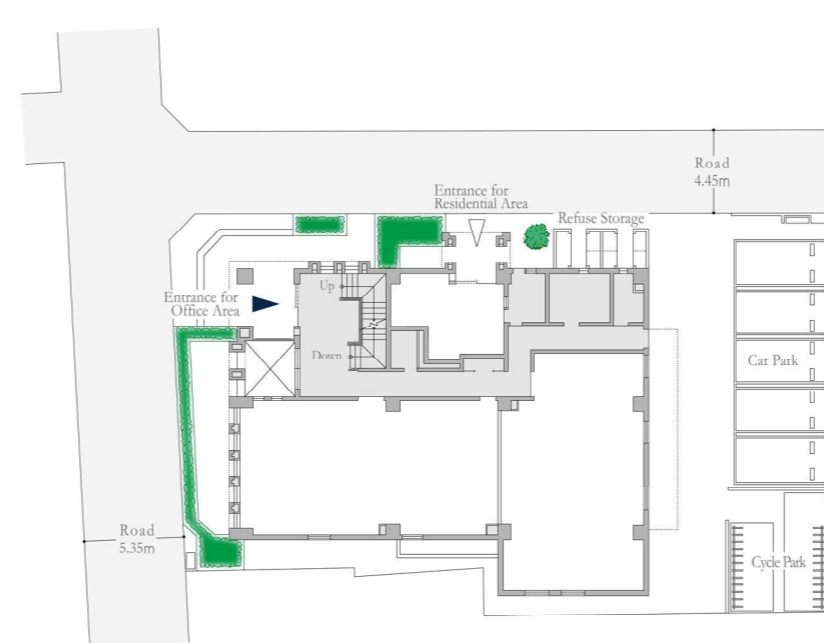 Road
4.45m
Entrance for
Residential Area
Refuse Storage
Up
Entrance for
Office Area
Down
Car Park
Road
5.35m
Cycle Park